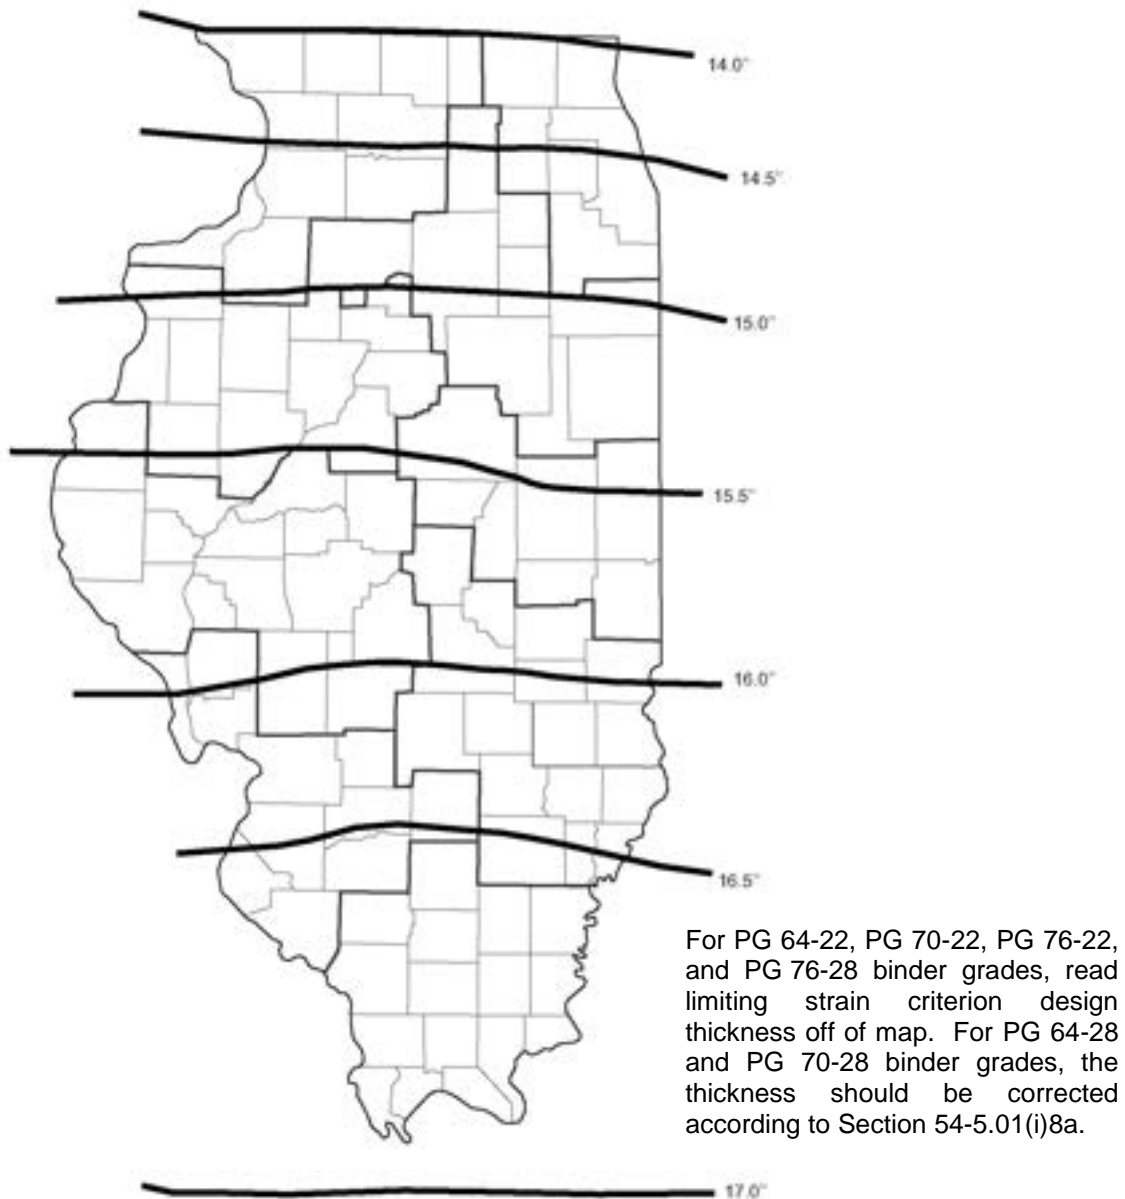 14.0"
14.5"
15.0"
15.5"
16.0"
16.5"
For PG 64-22, PG 70-22, PG 76-22,
and PG 76-28 binder grades, read
limiting strain criterion design
thickness off of map. For PG 64-28
and PG 70-28 binder grades, the
thickness should be corrected
according to Section 54-5.01(i)8a.
17.0"